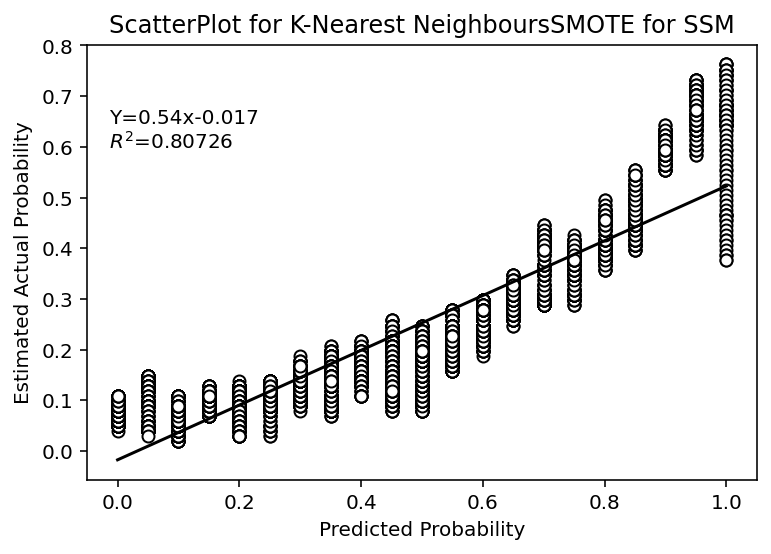 ScatterPlot for K-Nearest NeighboursSMOTE for SSM
Y=0.54x-0.017
R²=0.80726
Estimated Actual Probability
0.8
0.7
0.6
0.5
0.4
0.3
0.2
0.1
0.0
0.0 0.2 0.4 0.6 0.8 1.0
Predicted Probability